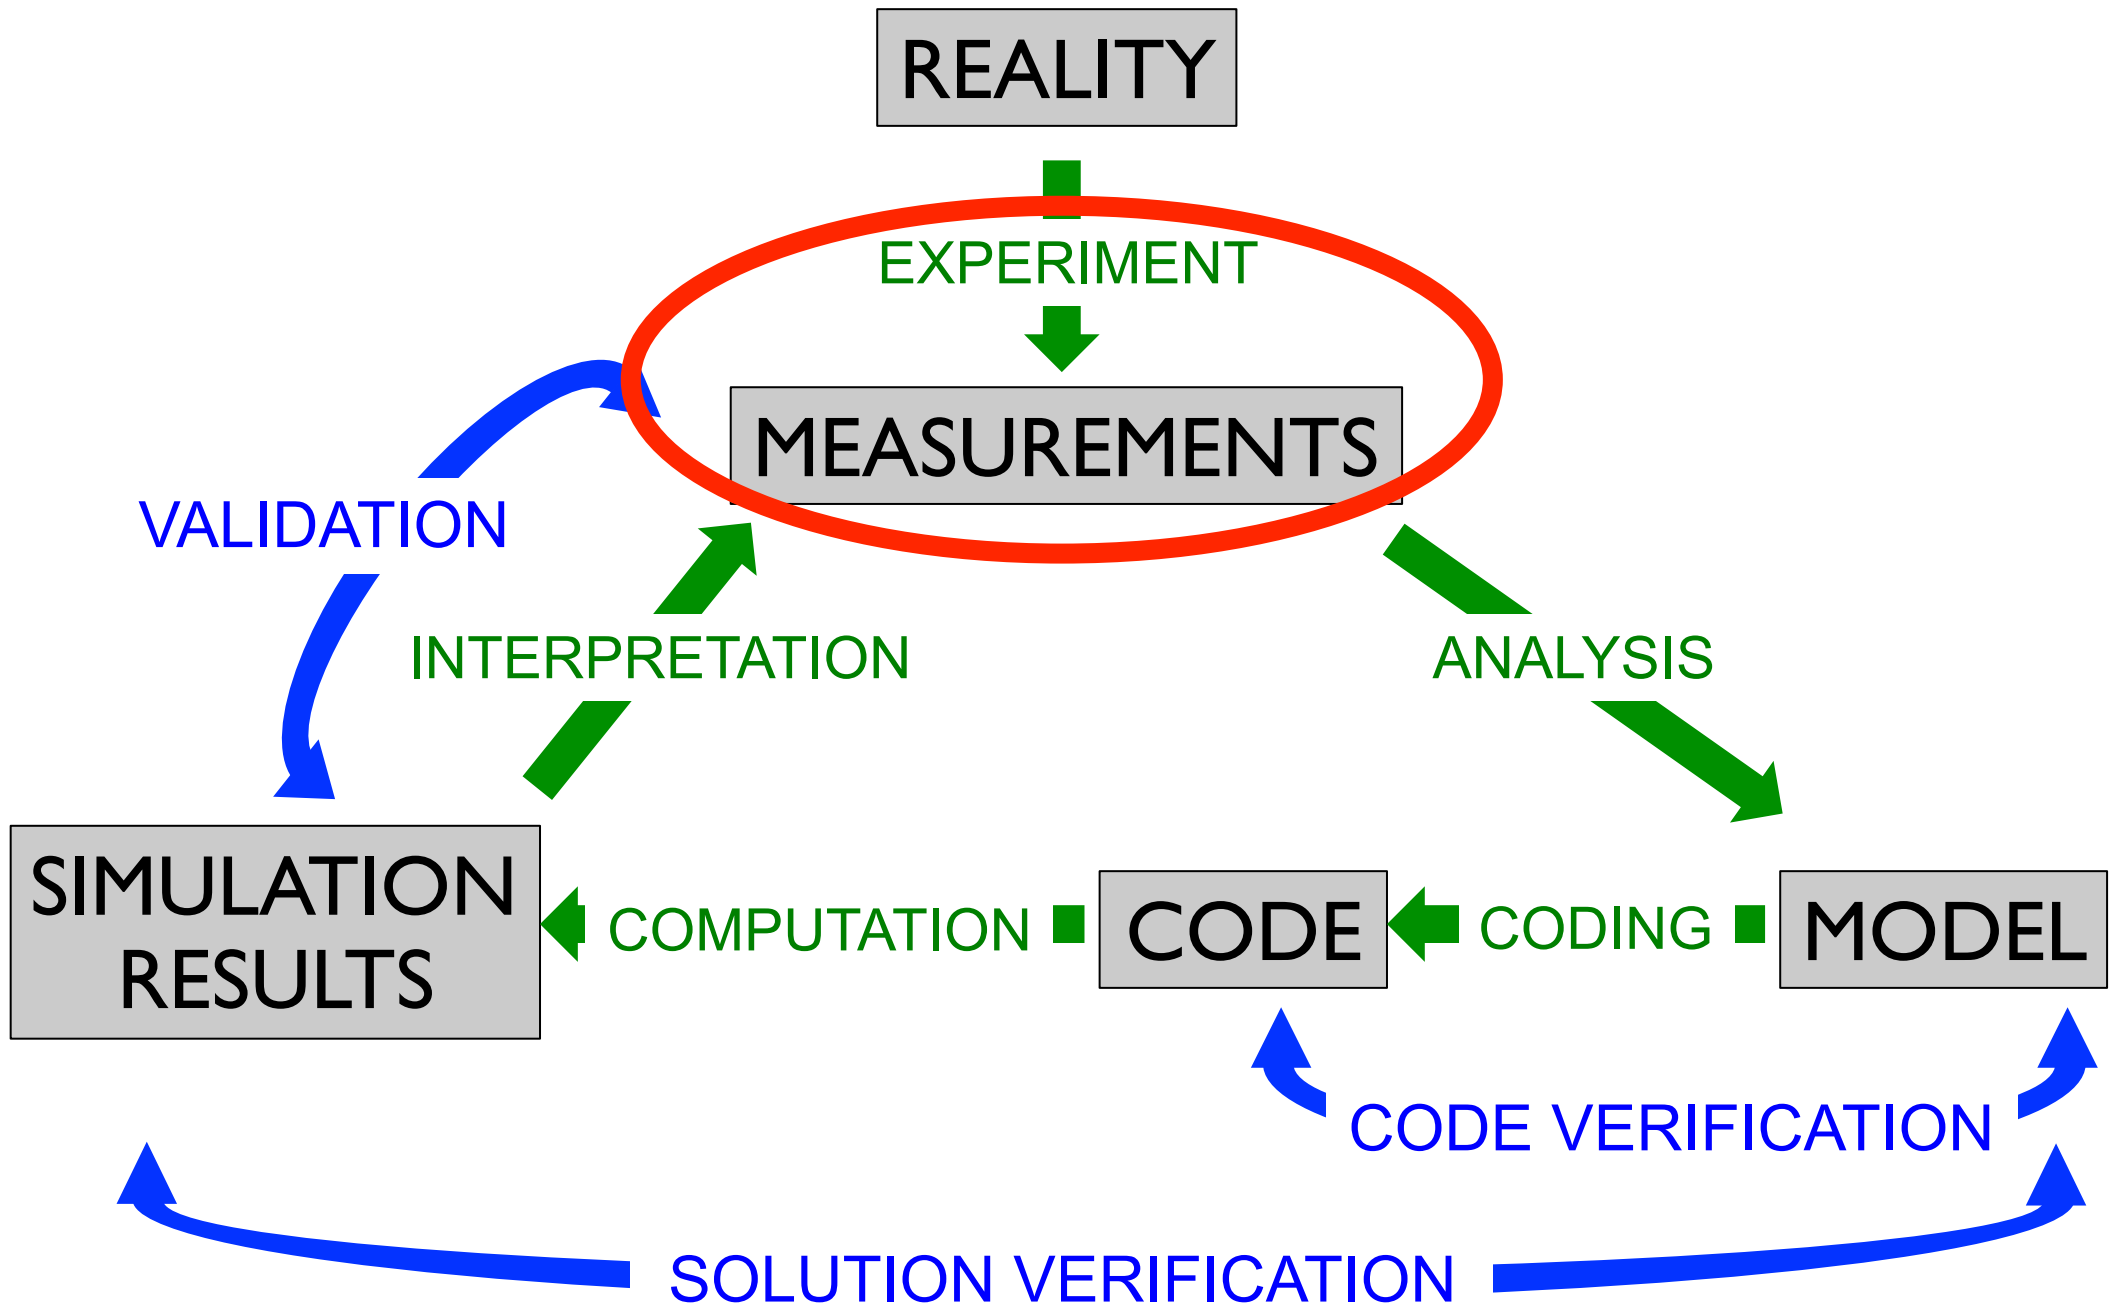 REALITY
EXPERIMENT
MEASUREMENTS
VALIDATION
INTERPRETATION
ANALYSIS
SIMULATION
RESULTS
COMPUTATION
CODE
CODING
MODEL
CODE VERIFICATION
SOLUTION VERIFICATION